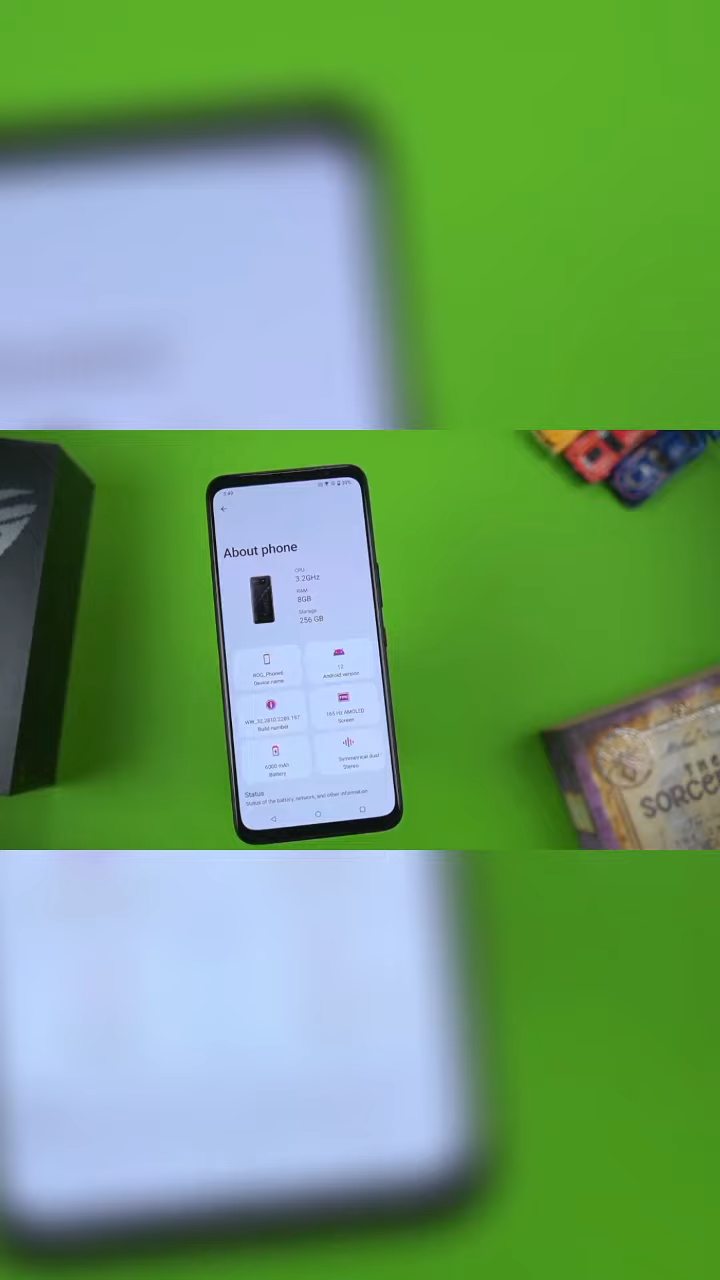 About phone
CPU
3.2GHz
RAM
8GB
Storage
256 GB
ROG_Phone6
Device name
12
Android version
Build number
165 Hz AMOLED
Screen
6000 mAh
Battery
Symmetrical dual
Stereo
Status
Status of the battery, network, and other information
THE
SORCE